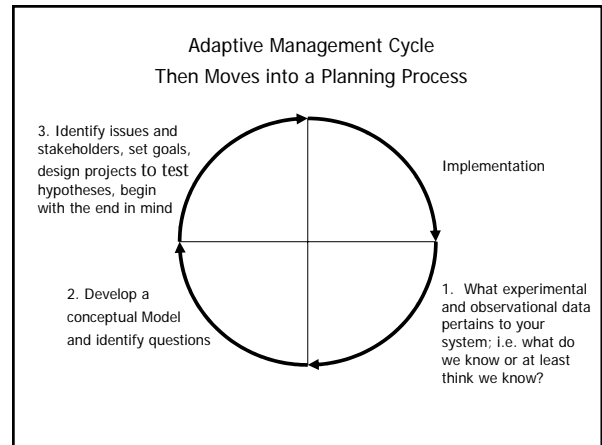 Adaptive Management Cycle
Then Moves into a Planning Process
3. Identify issues and
stakeholders, set goals,
design projects to test
hypotheses, begin
with the end in mind
Implementation
2. Develop a
conceptual Model
and identify questions
1. What experimental
and observational data
pertains to your
system; i.e. what do
we know or at least
think we know?